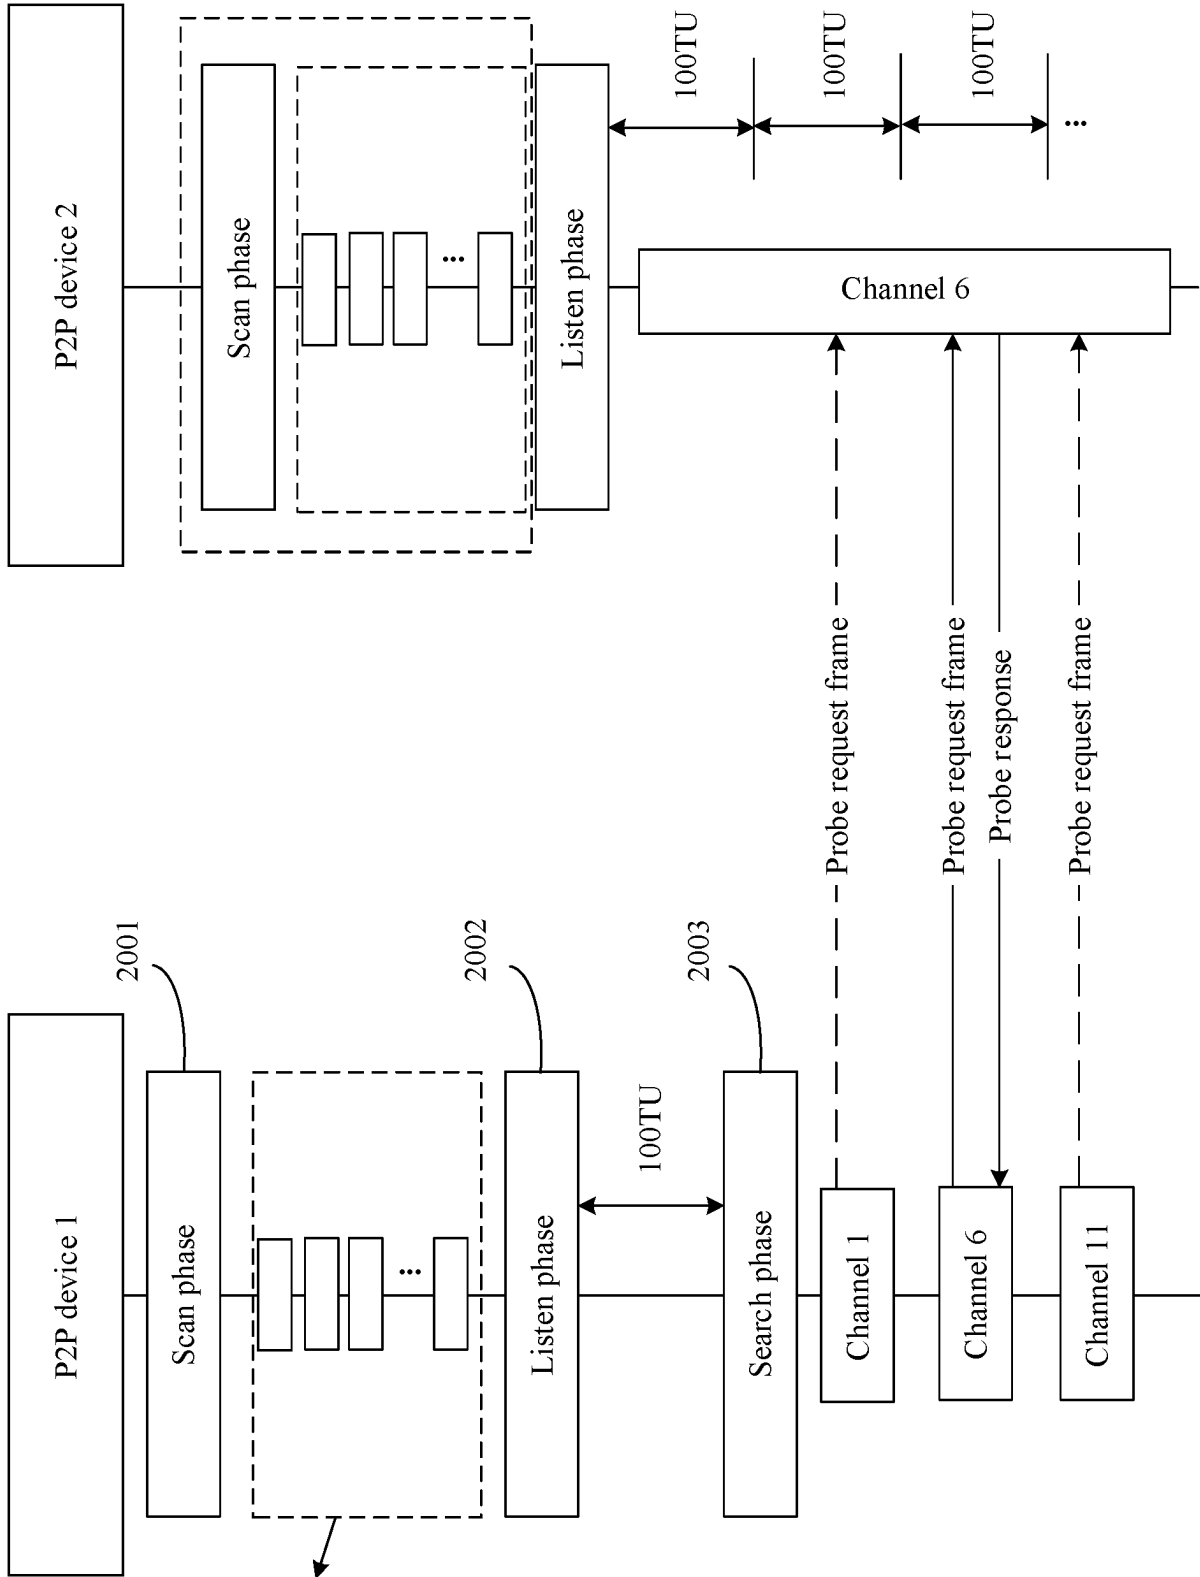 P2P device 1
P2P device 2
2001
Scan phase
Scan phase
...
...
2002
Listen phase
Listen phase
100TU
100TU
100TU
100TU
...
2003
Search phase
Channel 1
Probe request frame
Channel 6
Channel 6
Probe request frame
Probe response
Channel 11
Probe request frame